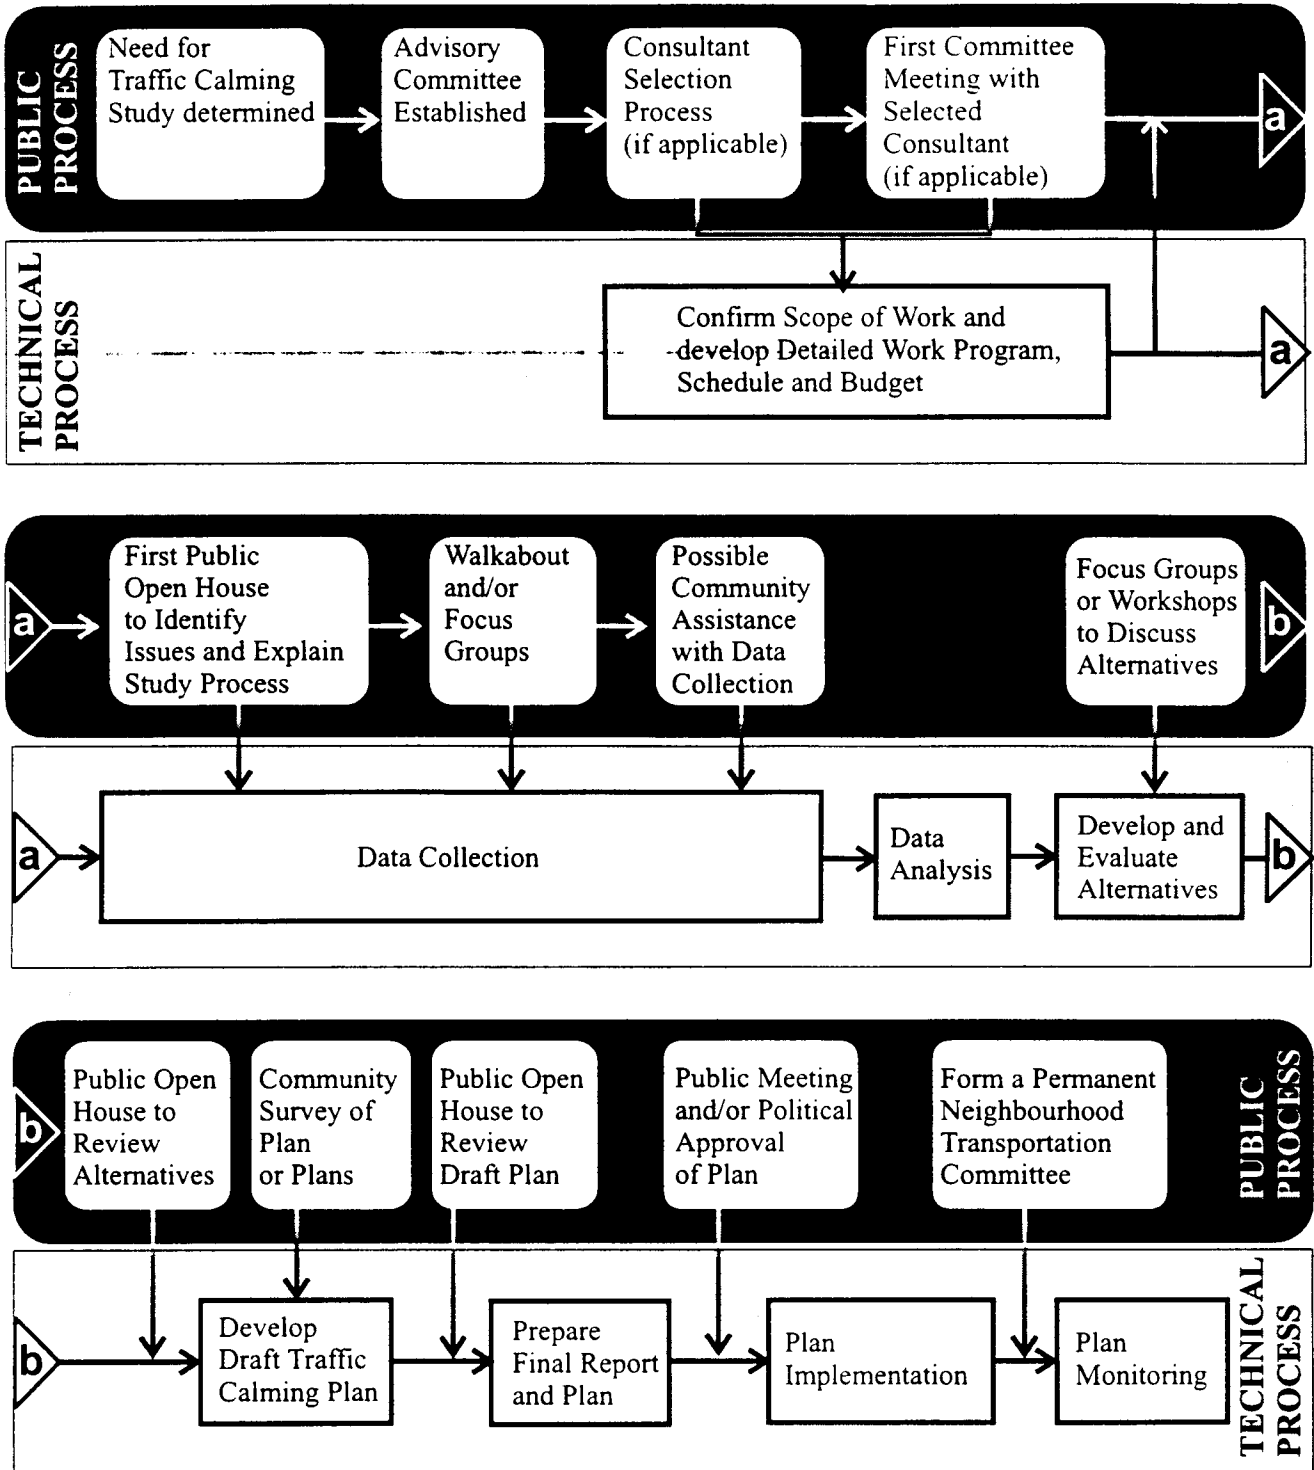 PUBLIC
PROCESS
Need for
Traffic Calming
Study determined
Advisory
Committee
Established
Consultant
Selection
Process
(if applicable)
First Committee
Meeting with
Selected
Consultant
(if applicable)
a
TECHNICAL
PROCESS
Confirm Scope of Work and
develop Detailed Work Program,
Schedule and Budget
a
a
First Public
Open House
to Identify
Issues and Explain
Study Process
Walkabout
and/or
Focus
Groups
Possible
Community
Assistance
with Data
Collection
Focus Groups
or Workshops
to Discuss
Alternatives
b
a
Data Collection
Data
Analysis
Develop and
Evaluate
Alternatives
b
b
Public Open
House to
Review
Alternatives
Community
Survey of
Plan
or Plans
Public Open
House to
Review
Draft Plan
Public Meeting
and/or Political
Approval
of Plan
Form a Permanent
Neighbourhood
Transportation
Committee
PUBLIC
PROCESS
b
Develop
Draft Traffic
Calming Plan
Prepare
Final Report
and Plan
Plan
Implementation
Plan
Monitoring
TECHNICAL
PROCESS